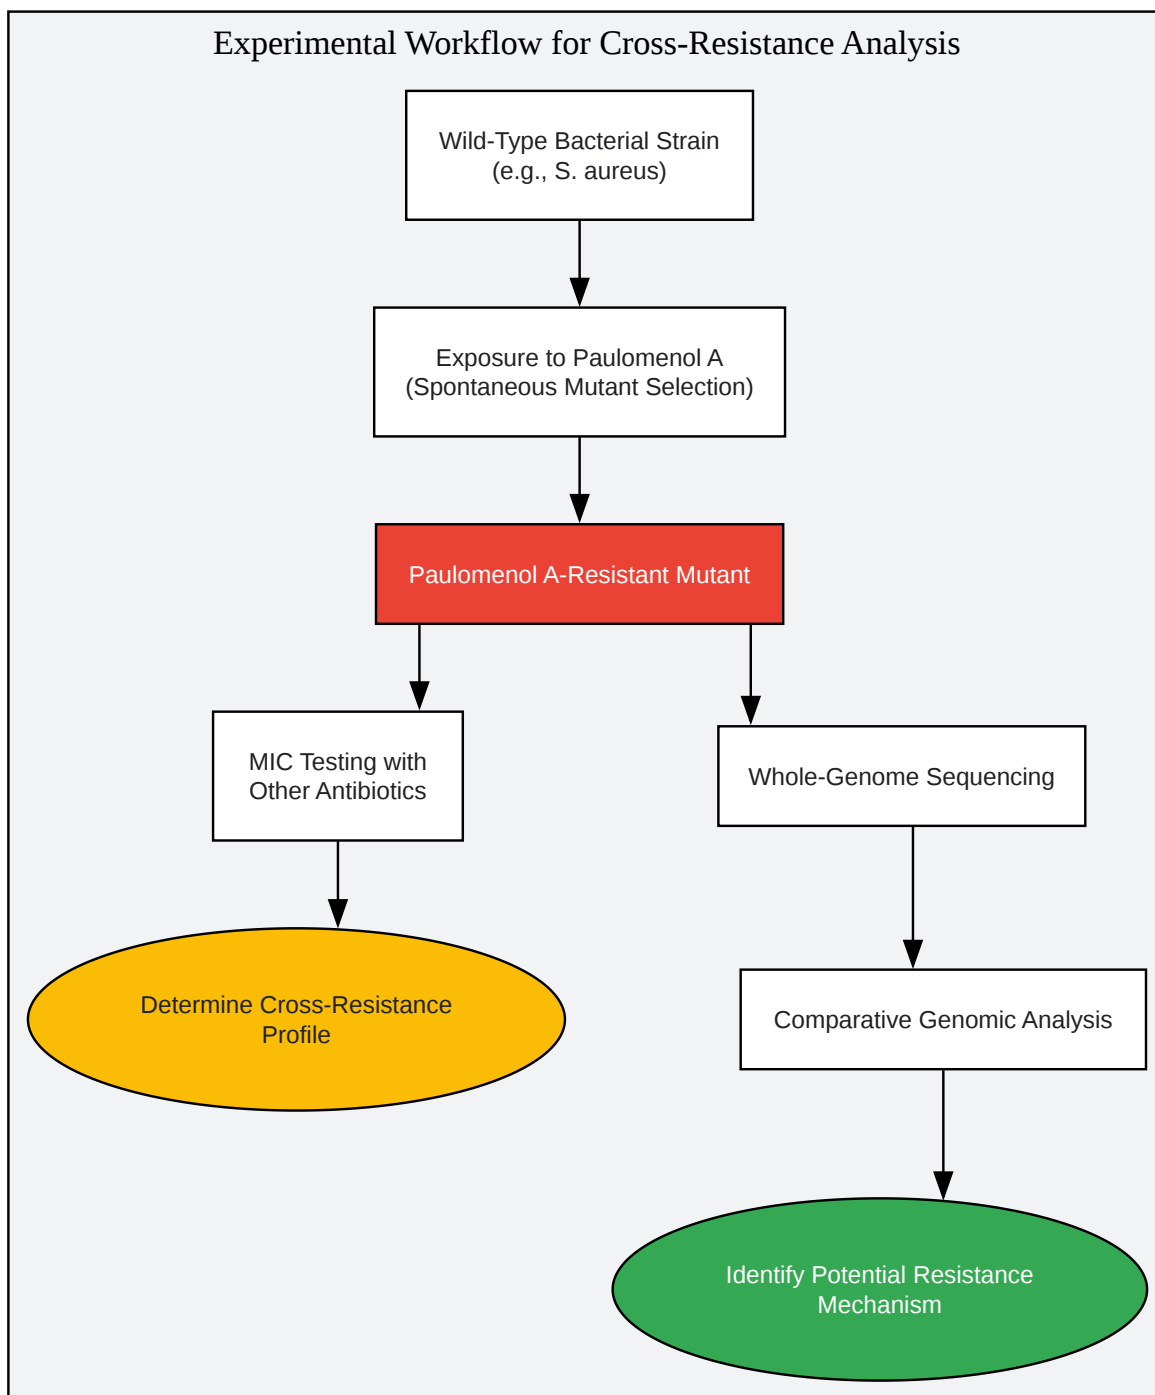 Experimental Workflow for Cross-Resistance Analysis
Wild-Type Bacterial Strain
(e.g., S. aureus)
Exposure to Paulomenol A
(Spontaneous Mutant Selection)
Paulomenol A-Resistant Mutant
MIC Testing with
Other Antibiotics
Whole-Genome Sequencing
Determine Cross-Resistance
Profile
Comparative Genomic Analysis
Identify Potential Resistance
Mechanism